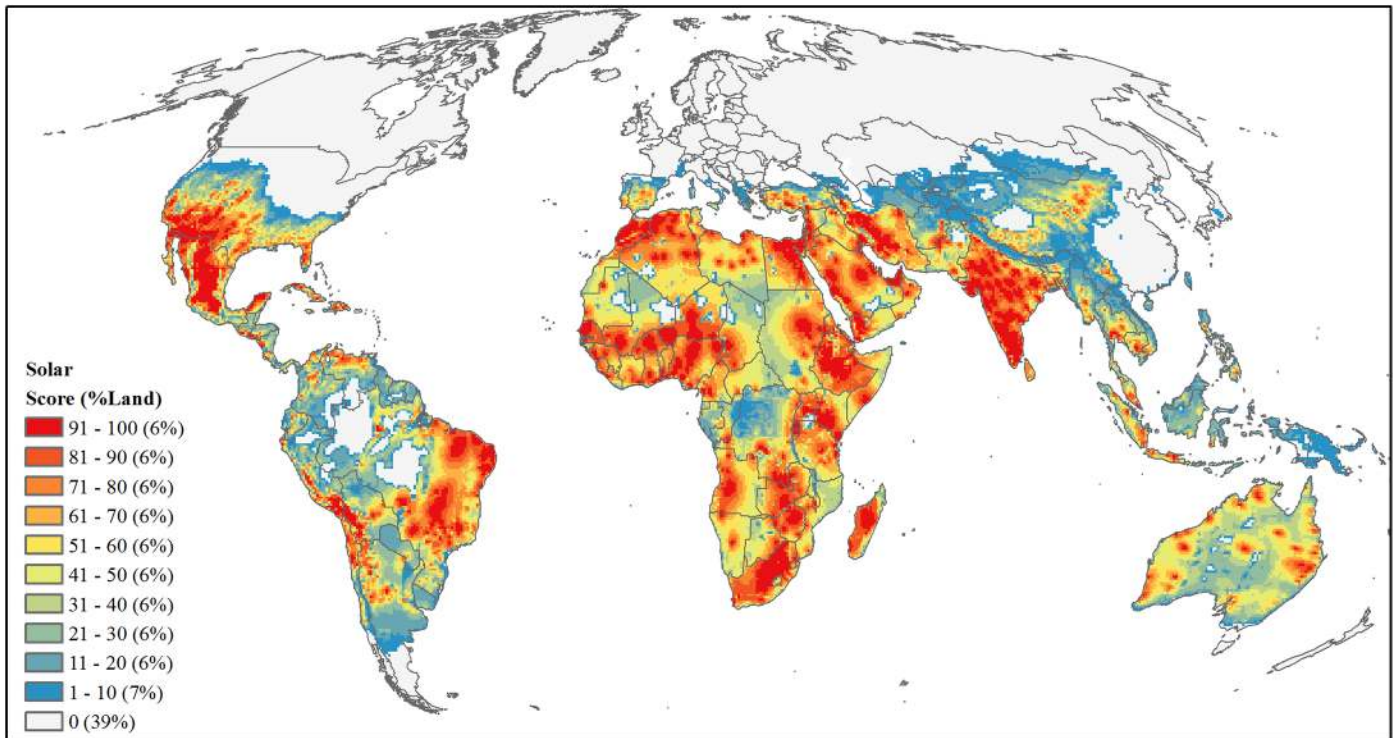 Solar
Score (%Land)
91 - 100 (6%)
81 - 90 (6%)
71 - 80 (6%)
61 - 70 (6%)
51 - 60 (6%)
41 - 50 (6%)
31 - 40 (6%)
21 - 30 (6%)
11 - 20 (6%)
1 - 10 (7%)
0 (39%)